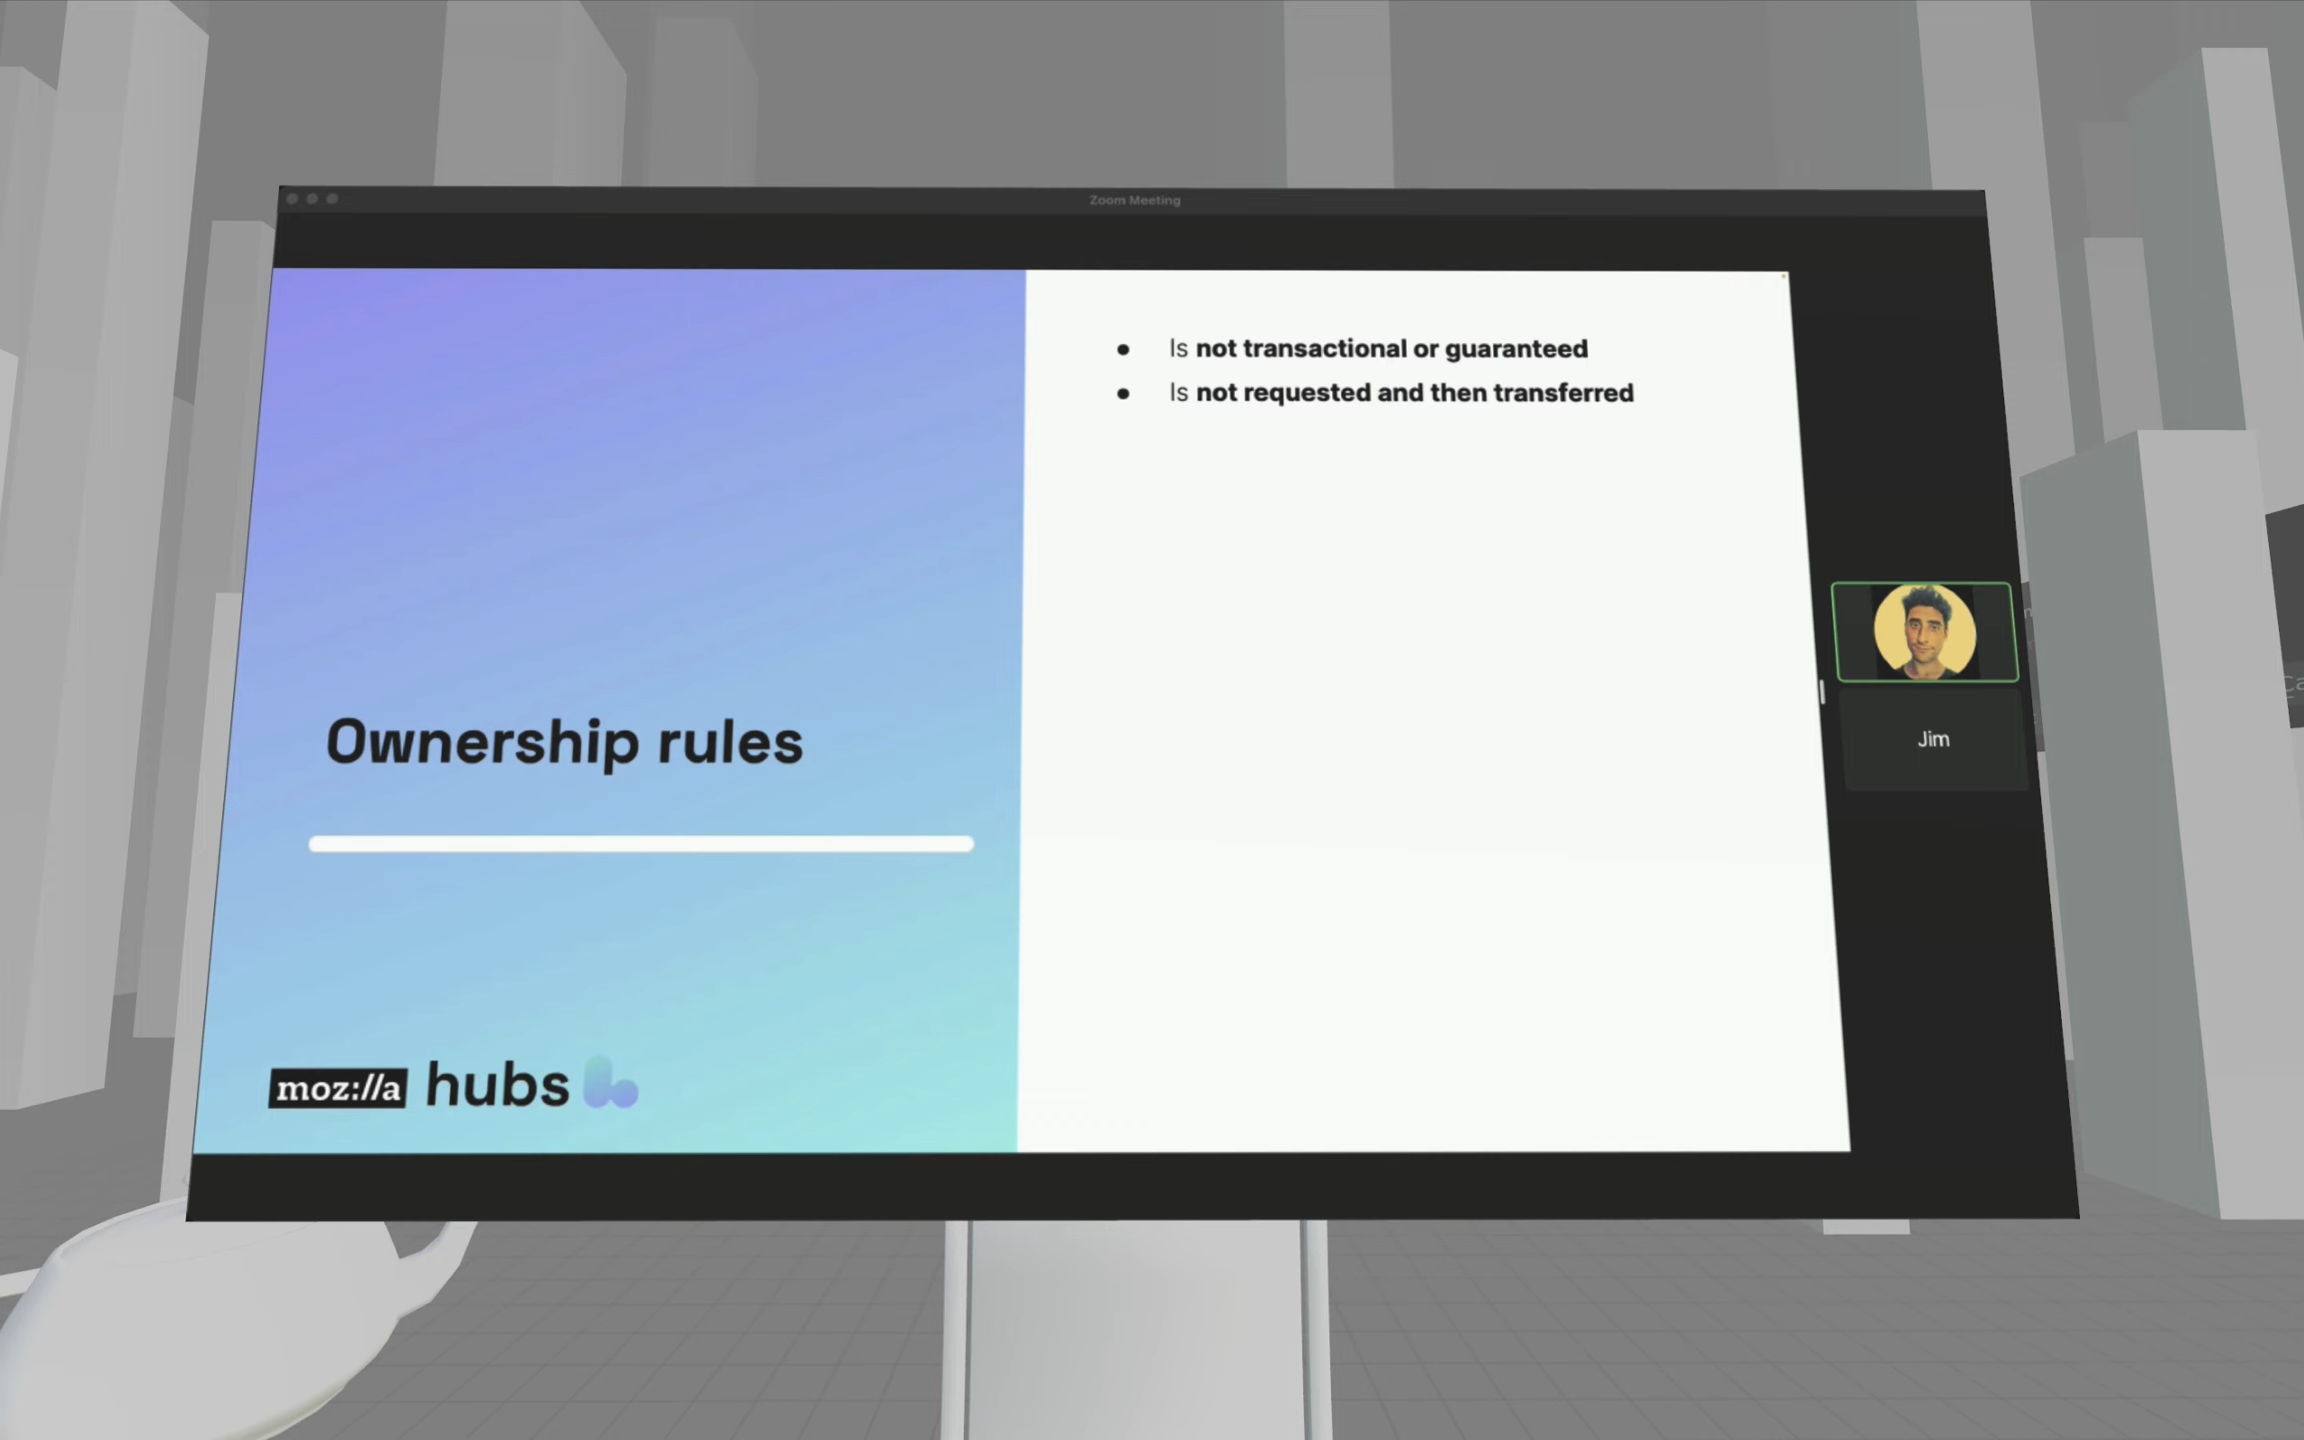 Zoom Meeting
• Is not transactional or guaranteed
• Is not requested and then transferred
Ownership rules
Jim
moz://a hubs